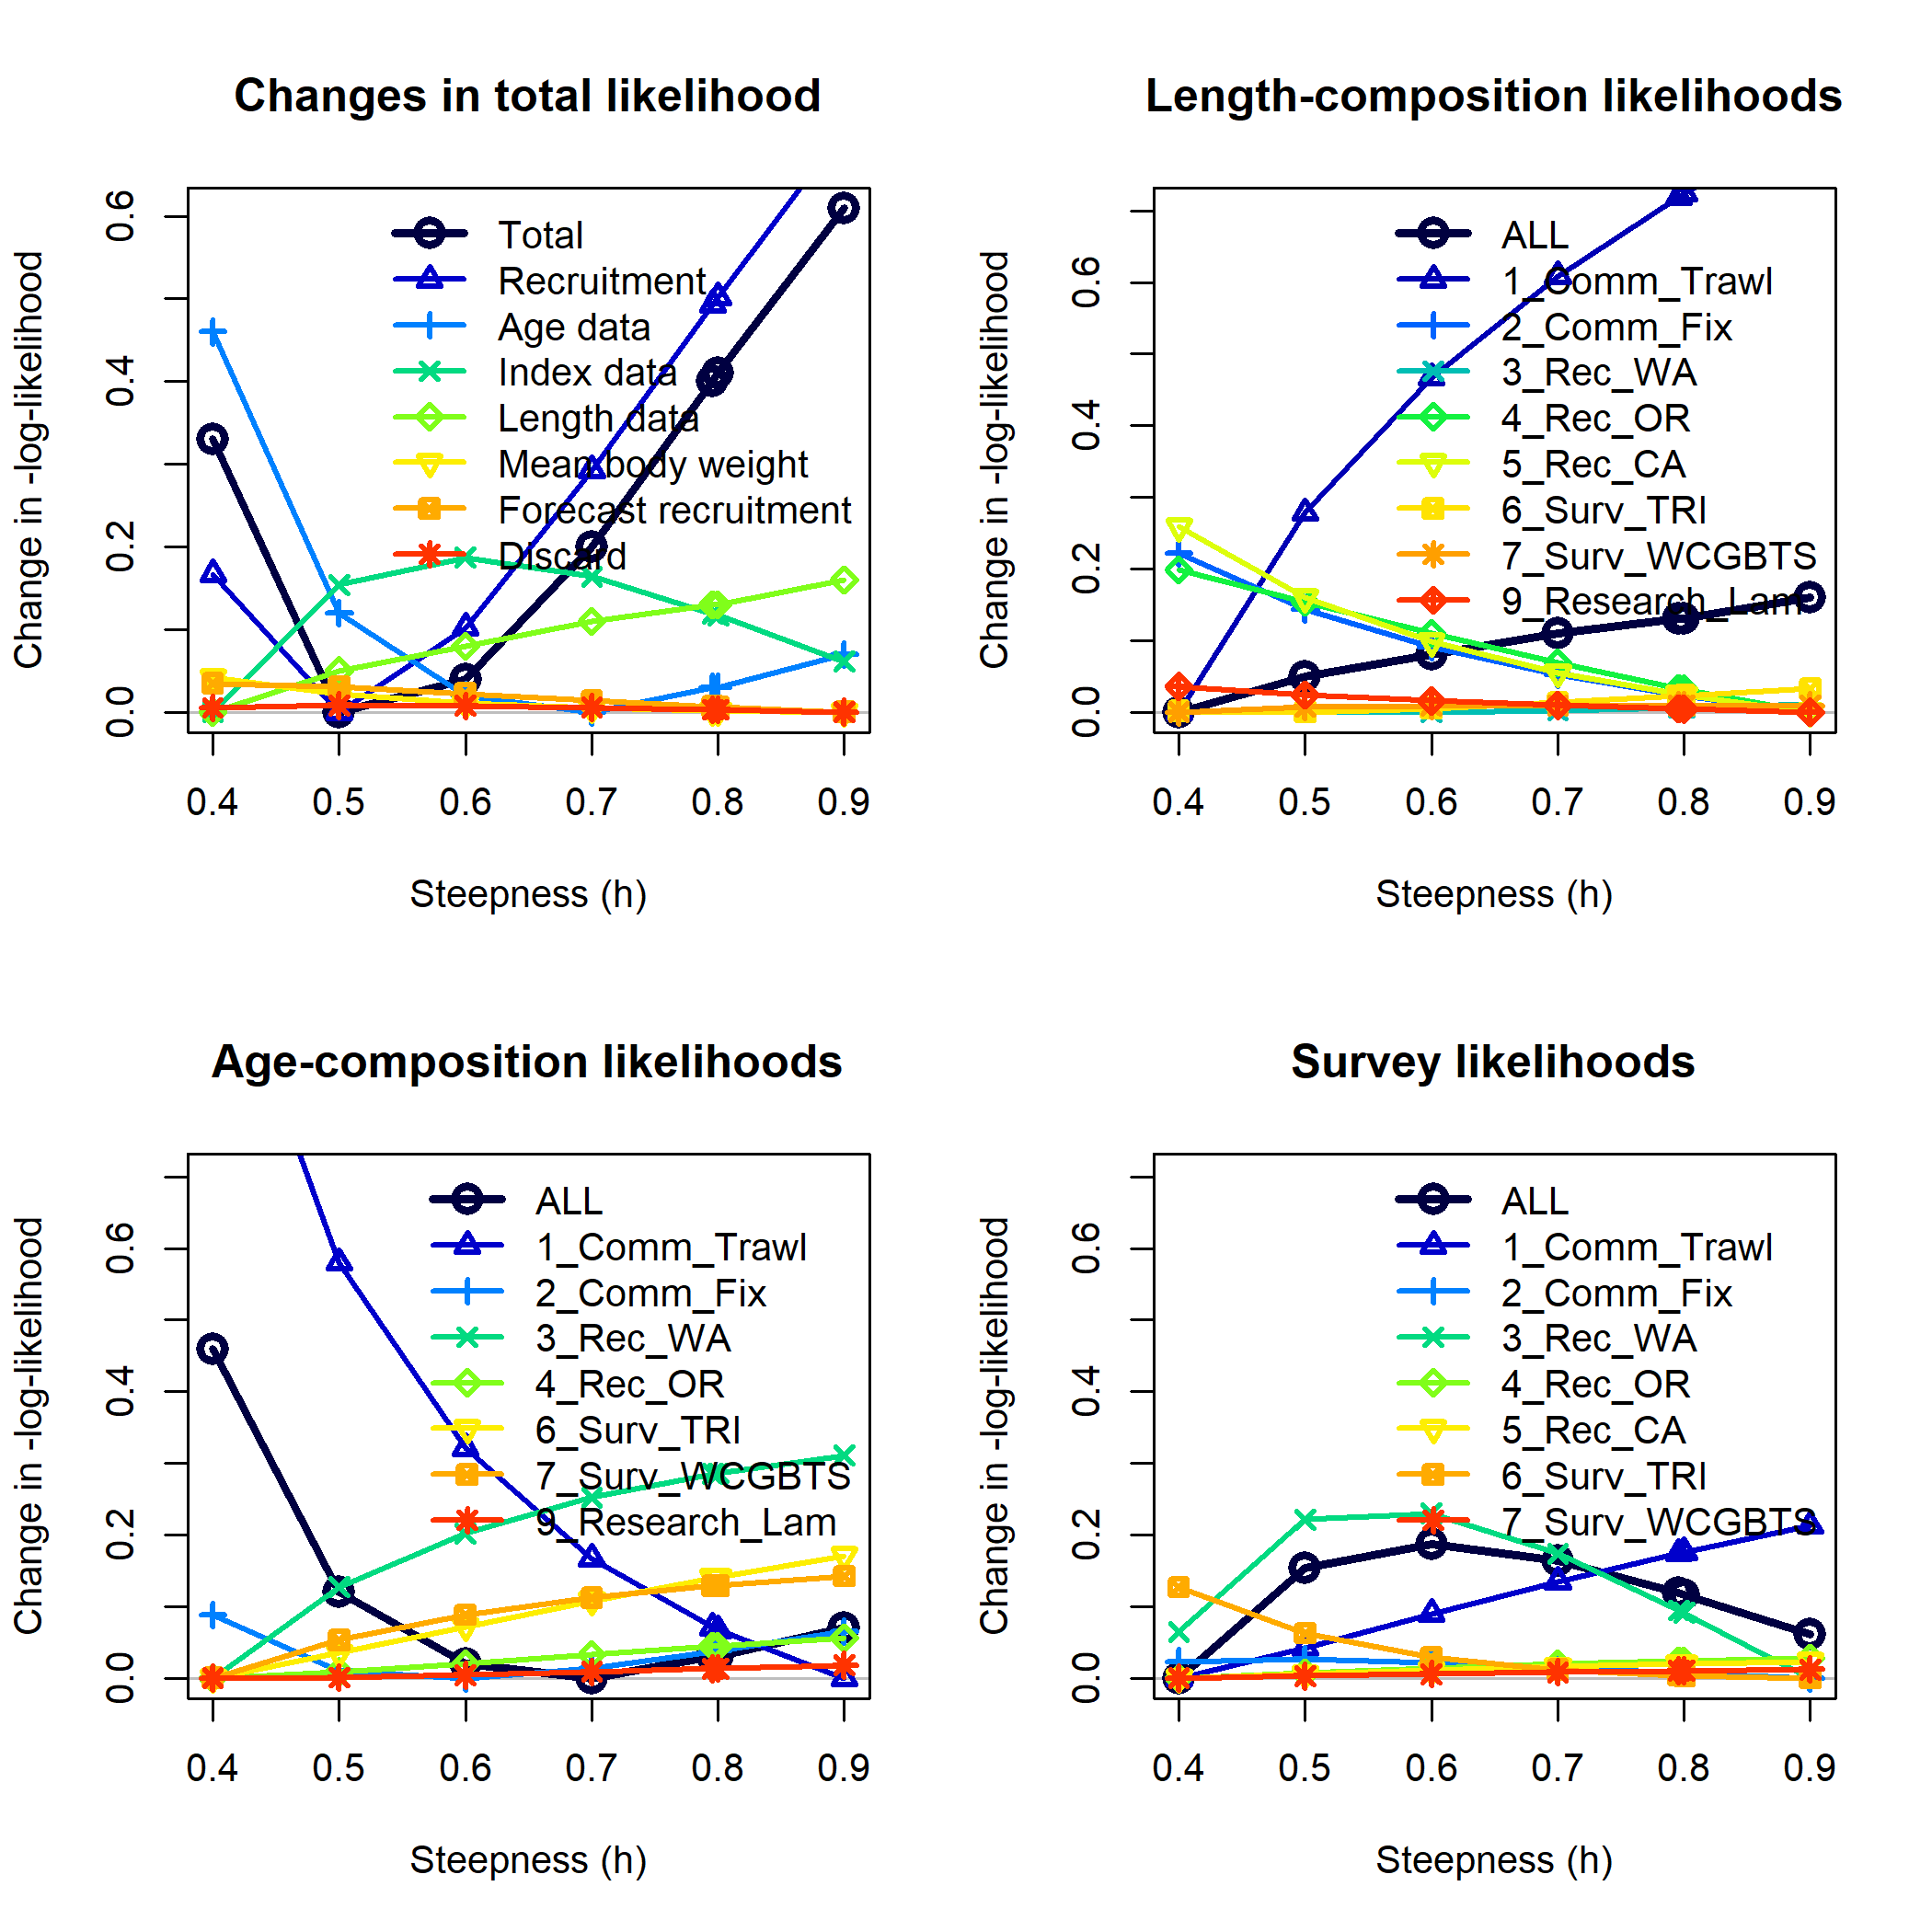 Changes in total likelihood
Change in -log-likelihood
0.0 0.2 0.4 0.6
Total
Recruitment
Age data
Index data
Length data
Mean body weight
Forecast recruitment
Discard
0.4 0.5 0.6 0.7 0.8 0.9
Steepness (h)
Length-composition likelihoods
Change in -log-likelihood
0.0 0.2 0.4 0.6
ALL
1_Comm_Trawl
2_Comm_Fix
3_Rec_WA
4_Rec_OR
5_Rec_CA
6_Surv_TRI
7_Surv_WCGBTS
9_Research_Lam
0.4 0.5 0.6 0.7 0.8 0.9
Steepness (h)
Age-composition likelihoods
Change in -log-likelihood
0.0 0.2 0.4 0.6
ALL
1_Comm_Trawl
2_Comm_Fix
3_Rec_WA
4_Rec_OR
6_Surv_TRI
7_Surv_WCGBTS
9_Research_Lam
0.4 0.5 0.6 0.7 0.8 0.9
Steepness (h)
Survey likelihoods
Change in -log-likelihood
0.0 0.2 0.4 0.6
ALL
1_Comm_Trawl
2_Comm_Fix
3_Rec_WA
4_Rec_OR
5_Rec_CA
6_Surv_TRI
7_Surv_WCGBTS
0.4 0.5 0.6 0.7 0.8 0.9
Steepness (h)